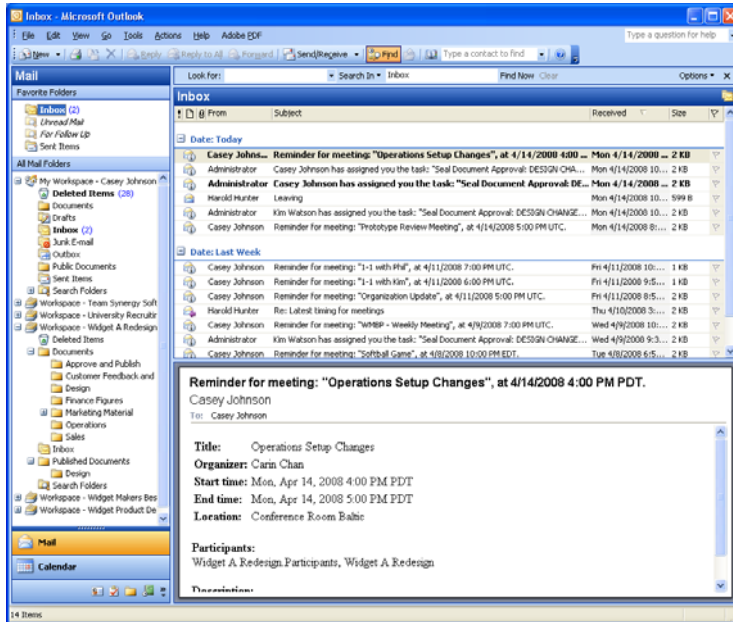 Inbox - Microsoft Outlook
File Edit View Go Tools Actions Help Adobe PDF Type a question for help
New Reply Reply to All Forward Send/Receive Find Type a contact to find
Mail
Look for: Search In Inbox Find Now Clear Options
Favorite Folders
Inbox (2)
Unread Mail
For Follow Up
Sent Items
All Mail Folders
My Workspace - Casey Johnson
Deleted Items (28)
Documents
Drafts
Inbox (2)
Junk E-mail
Outbox
Public Documents
Sent Items
Search Folders
Workspace - Team Synergy Soft
Workspace - University Recruitir
Workspace - Widget A Redesign
Deleted Items
Documents
Approve and Publish
Customer Feedback and
Design
Finance Figures
Marketing Material
Operations
Sales
Inbox
Published Documents
Design
Search Folders
Workspace - Widget Makers Bes
Workspace - Widget Product De
Mail
Calendar
14 Items
Inbox
From Subject Received Size
Date: Today
Casey Johns... Reminder for meeting: "Operations Setup Changes", at 4/14/2008 4:00 ... Mon 4/14/2008 ... 2 KB
Administrator Casey Johnson has assigned you the task: "Seal Document Approval: DESIGN CHA... Mon 4/14/2008 10... 2 KB
Administrator Casey Johnson has assigned you the task: "Seal Document Approval: DE... Mon 4/14/2008 ... 2 KB
Harold Hunter Leaving Mon 4/14/2008 10... 599 B
Administrator Kim Watson has assigned you the task: "Seal Document Approval: DESIGN CHANGE... Mon 4/14/2008 10... 2 KB
Casey Johnson Reminder for meeting: "Prototype Review Meeting", at 4/14/2008 5:00 PM UTC. Mon 4/14/2008 8:... 2 KB
Date: Last Week
Casey Johnson Reminder for meeting: "1-1 with Phil", at 4/11/2008 7:00 PM UTC. Fri 4/11/2008 10:... 1 KB
Casey Johnson Reminder for meeting: "1-1 with Kim", at 4/11/2008 6:00 PM UTC. Fri 4/11/2008 9:5... 1 KB
Casey Johnson Reminder for meeting: "Organization Update", at 4/11/2008 5:00 PM UTC. Fri 4/11/2008 8:5... 2 KB
Harold Hunter Re: Latest timing for meetings Thu 4/10/2008 3:... 2 KB
Casey Johnson Reminder for meeting: "WMBP - Weekly Meeting", at 4/9/2008 7:00 PM UTC. Wed 4/9/2008 10:... 2 KB
Administrator Kim Watson has assigned you the task: "Seal Document Approval: DESIGN CHANGE... Wed 4/9/2008 9:3... 2 KB
Casey Johnson Reminder for meeting: "Softball Game", at 4/8/2008 10:00 PM EDT. Tue 4/8/2008 6:5... 2 KB
Reminder for meeting: "Operations Setup Changes", at 4/14/2008 4:00 PM PDT.
Casey Johnson
To: Casey Johnson
Title: Operations Setup Changes
Organizer: Carin Chan
Start time: Mon, Apr 14, 2008 4:00 PM PDT
End time: Mon, Apr 14, 2008 5:00 PM PDT
Location: Conference Room Baltic
Participants:
Widget A Redesign Participants, Widget A Redesign
Description: